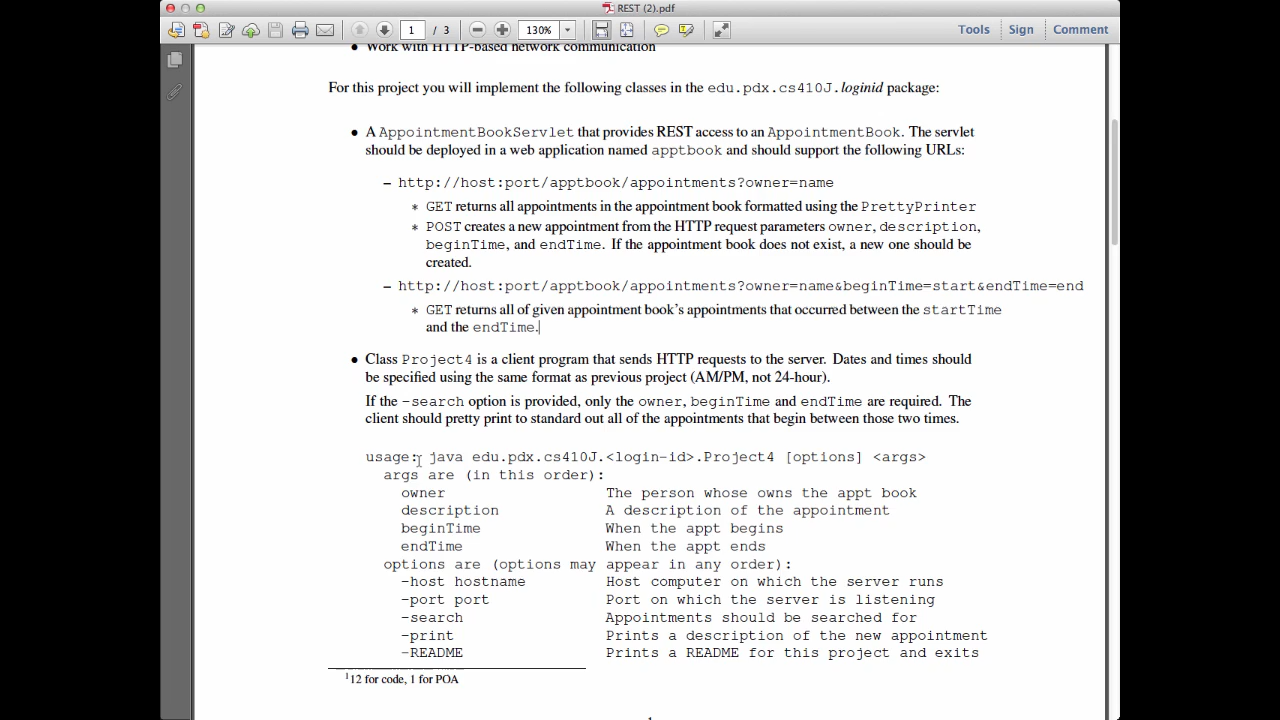 REST (2).pdf
1 / 3 130% Tools Sign Comment
• Work with HTTP-based network communication
For this project you will implement the following classes in the edu.pdx.cs410J.loginid package:
• A AppointmentBookServlet that provides REST access to an AppointmentBook. The servlet
should be deployed in a web application named apptbook and should support the following URLs:
– http://host:port/apptbook/appointments?owner=name
* GET returns all appointments in the appointment book formatted using the PrettyPrinter
* POST creates a new appointment from the HTTP request parameters owner, description,
beginTime, and endTime. If the appointment book does not exist, a new one should be
created.
– http://host:port/apptbook/appointments?owner=name&beginTime=start&endTime=end
* GET returns all of given appointment book's appointments that occurred between the startTime
and the endTime.
• Class Project4 is a client program that sends HTTP requests to the server. Dates and times should
be specified using the same format as previous project (AM/PM, not 24-hour).
If the -search option is provided, only the owner, beginTime and endTime are required. The
client should pretty print to standard out all of the appointments that begin between those two times.
usage: java edu.pdx.cs410J.<login-id>.Project4 [options] <args>
args are (in this order):
owner The person whose owns the appt book
description A description of the appointment
beginTime When the appt begins
endTime When the appt ends
options are (options may appear in any order):
-host hostname Host computer on which the server runs
-port port Port on which the server is listening
-search Appointments should be searched for
-print Prints a description of the new appointment
-README Prints a README for this project and exits
1 12 for code, 1 for POA